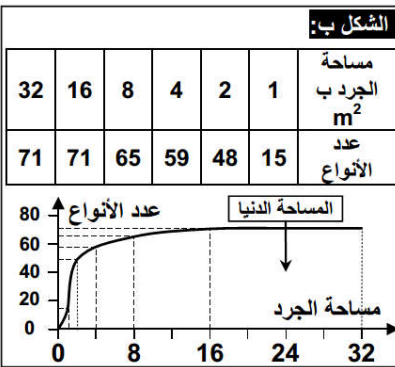 الشكل ب:
مساحة الجرد ب m² 1 2 4 8 16 32
عدد الأنواع 15 48 59 65 71 71
عدد الأنواع
المساحة الدنيا
80
60
40
20
0
مساحة الجرد
0 8 16 24 32